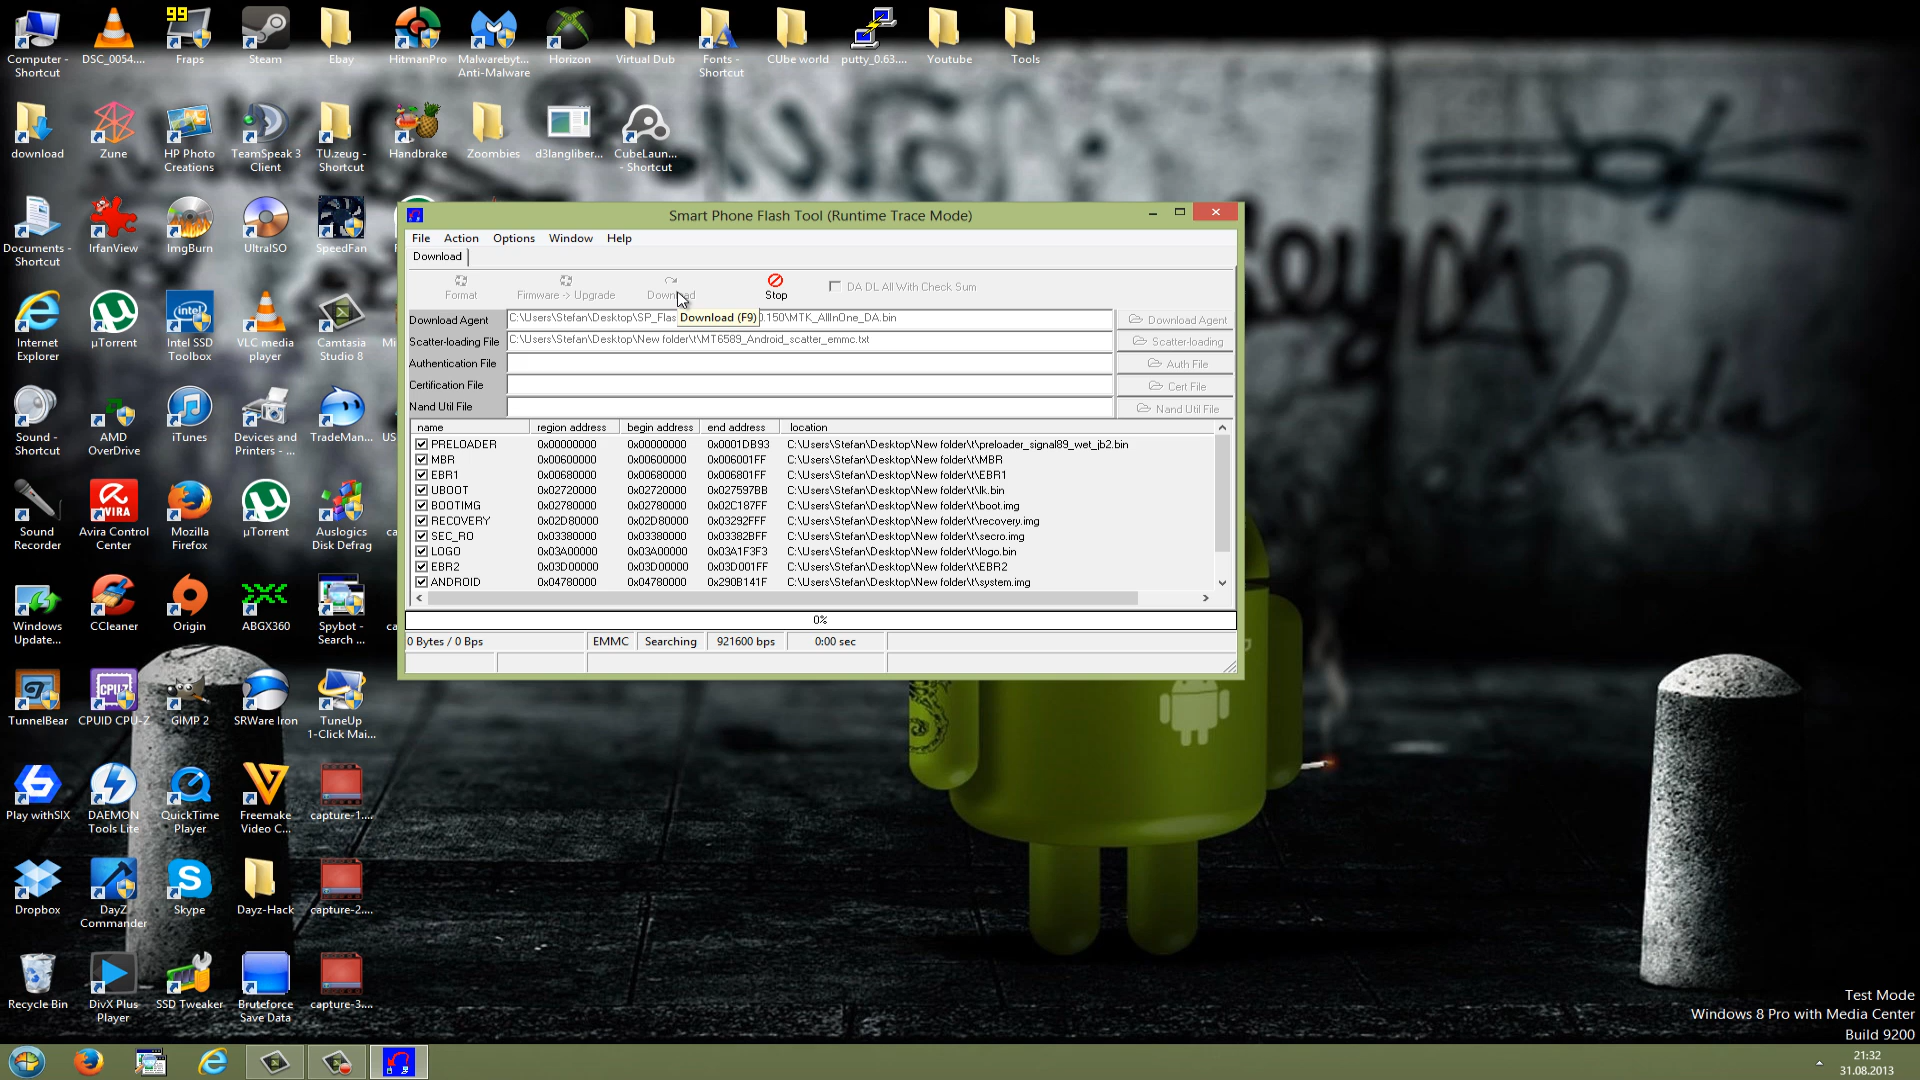 99
Computer - Shortcut
DSC_0054....
Fraps
Steam
Ebay
HitmanPro
Malwarebyt... Anti-Malware
Horizon
Virtual Dub
Fonts - Shortcut
CUbe world
putty_0.63....
Youtube
Tools
download
Zune
HP Photo Creations
TeamSpeak 3 Client
TU.zeug - Shortcut
Handbrake
Zoombies
d3langliber...
CubeLaun... - Shortcut
Documents - Shortcut
IrfanView
ImgBurn
UltraISO
SpeedFan
Internet Explorer
µTorrent
Intel SSD Toolbox
VLC media player
Camtasia Studio 8
Sound - Shortcut
AMD OverDrive
iTunes
Devices and Printers - ...
TradeMan...
US
Sound Recorder
Avira Control Center
Mozilla Firefox
µTorrent
Auslogics Disk Defrag
Windows Update...
CCleaner
Origin
ABGX360
Spybot - Search ...
TunnelBear
CPUID CPU-Z
GIMP 2
SRWare Iron
TuneUp 1-Click Mai...
Play withSIX
DAEMON Tools Lite
QuickTime Player
Freemake Video C...
capture-1....
Dropbox
DayZ Commander
Skype
Dayz-Hack
capture-2....
Recycle Bin
DivX Plus Player
SSD Tweaker
Bruteforce Save Data
capture-3....
Smart Phone Flash Tool (Runtime Trace Mode)
File Action Options Window Help
Download
Format Firmware -> Upgrade Download Stop DA DL All With Check Sum
Download (F9)
Download Agent C:\Users\Stefan\Desktop\SP_Flas 0.150\MTK_AllInOne_DA.bin Download Agent
Scatter-loading File C:\Users\Stefan\Desktop\New folder\t\MT6589_Android_scatter_emmc.txt Scatter-loading
Authentication File Auth File
Certification File Cert File
Nand Util File Nand Util File
name region address begin address end address location
PRELOADER 0x00000000 0x00000000 0x0001DB93 C:\Users\Stefan\Desktop\New folder\t\preloader_signal89_wet_jb2.bin
MBR 0x00600000 0x00600000 0x006001FF C:\Users\Stefan\Desktop\New folder\t\MBR
EBR1 0x00680000 0x00680000 0x006801FF C:\Users\Stefan\Desktop\New folder\t\EBR1
UBOOT 0x02720000 0x02720000 0x027597BB C:\Users\Stefan\Desktop\New folder\t\lk.bin
BOOTIMG 0x02780000 0x02780000 0x02C187FF C:\Users\Stefan\Desktop\New folder\t\boot.img
RECOVERY 0x02D80000 0x02D80000 0x03292FFF C:\Users\Stefan\Desktop\New folder\t\recovery.img
SEC_RO 0x03380000 0x03380000 0x03382BFF C:\Users\Stefan\Desktop\New folder\t\secro.img
LOGO 0x03A00000 0x03A00000 0x03A1F3F3 C:\Users\Stefan\Desktop\New folder\t\logo.bin
EBR2 0x03D00000 0x03D00000 0x03D001FF C:\Users\Stefan\Desktop\New folder\t\EBR2
ANDROID 0x04780000 0x04780000 0x290B141F C:\Users\Stefan\Desktop\New folder\t\system.img
0%
0 Bytes / 0 Bps EMMC Searching 921600 bps 0:00 sec
Test Mode
Windows 8 Pro with Media Center
Build 9200
21:32
31.08.2013